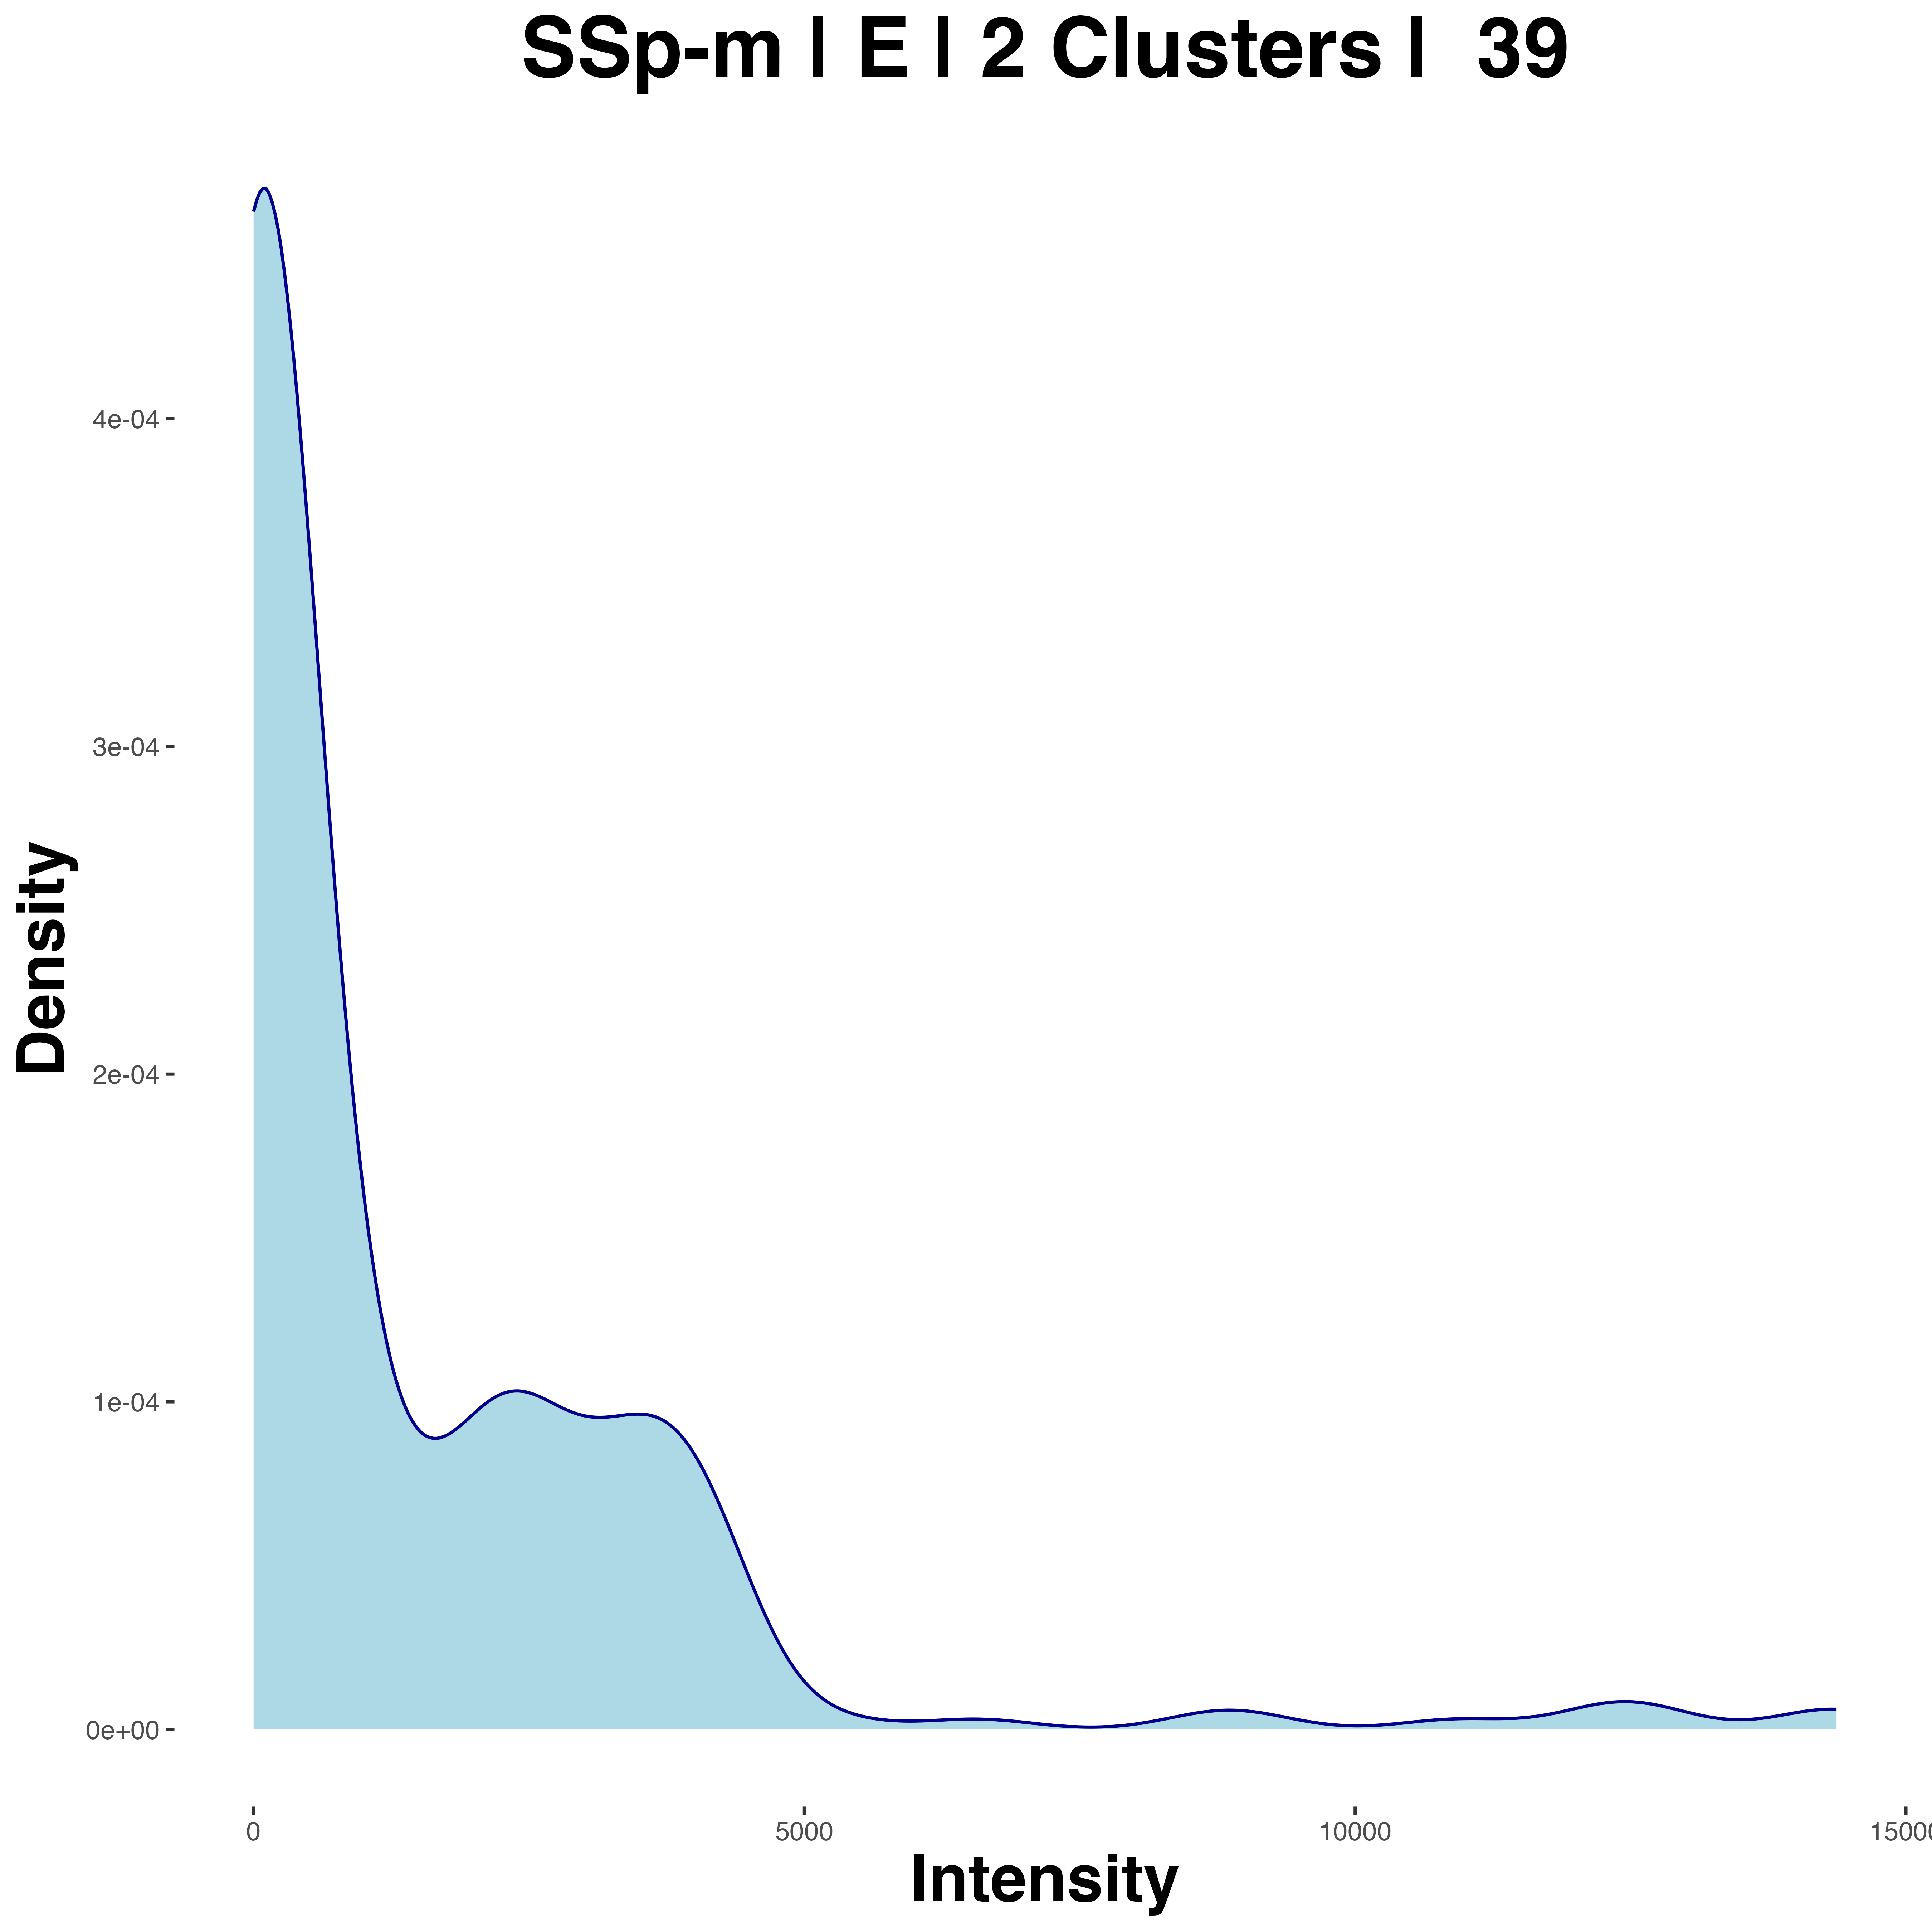 SSp-m | E | 2 Clusters | 39
Density
4e-04
3e-04
2e-04
1e-04
0e+00
0 5000 10000
Intensity